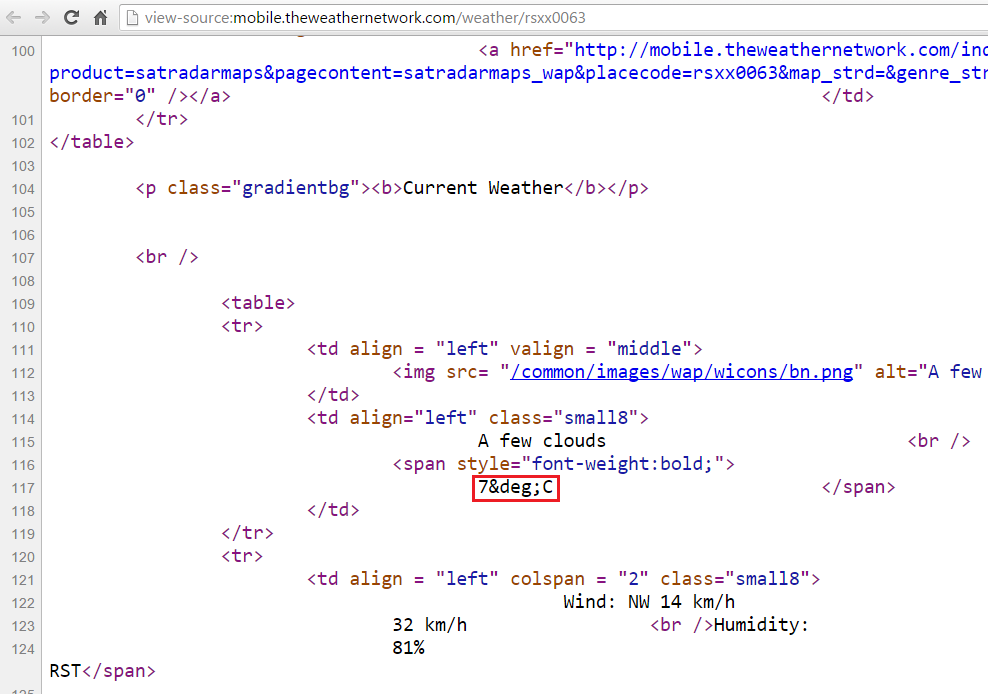 view-source:mobile.theweathernetwork.com/weather/rsxx0063
100 <a href="http://mobile.theweathernetwork.com/ind
product=satradarmaps&pagecontent=satradarmaps_wap&placecode=rsxx0063&map_strd=&genre_str
border="0" /></a> </td>
101 </tr>
102 </table>
103
104 <p class="gradientbg"><b>Current Weather</b></p>
105
106
107 <br />
108
109 <table>
110 <tr>
111 <td align = "left" valign = "middle">
112 <img src= "/common/images/wap/wicons/bn.png" alt="A few
113 </td>
114 <td align="left" class="small8">
115 A few clouds <br />
116 <span style="font-weight:bold;">
117 7&deg;C </span>
118 </td>
119 </tr>
120 <tr>
121 <td align = "left" colspan = "2" class="small8">
122 Wind: NW 14 km/h
123 32 km/h <br />Humidity:
124 81%
RST</span>